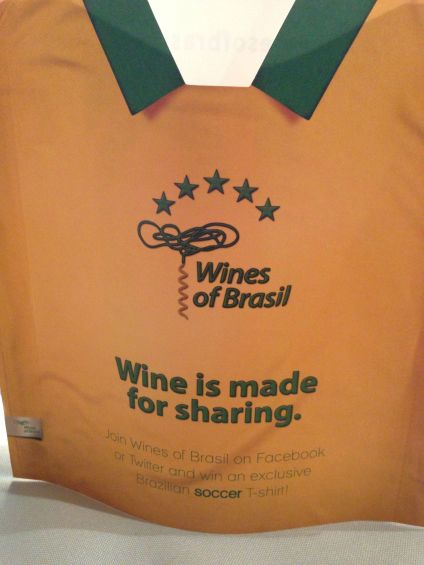 Wines
of Brasil
Wine is made
for sharing.
Join Wines of Brasil on Facebook
or Twitter and win an exclusive
Brazilian soccer T-shirt!